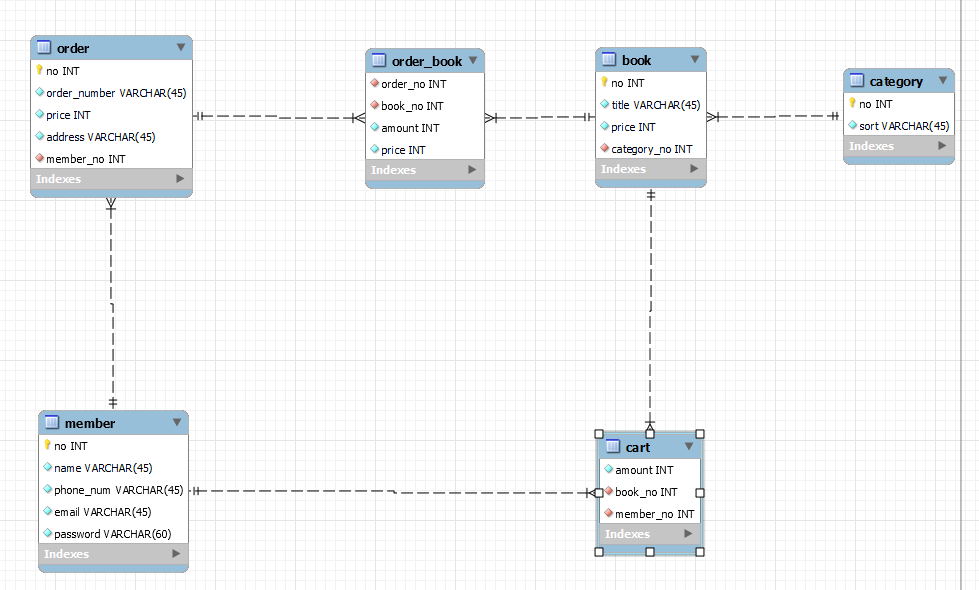 order
no INT
order_number VARCHAR(45)
price INT
address VARCHAR(45)
member_no INT
Indexes
order_book
order_no INT
book_no INT
amount INT
price INT
Indexes
book
no INT
title VARCHAR(45)
price INT
category_no INT
Indexes
category
no INT
sort VARCHAR(45)
Indexes
member
no INT
name VARCHAR(45)
phone_num VARCHAR(45)
email VARCHAR(45)
password VARCHAR(60)
Indexes
cart
amount INT
book_no INT
member_no INT
Indexes